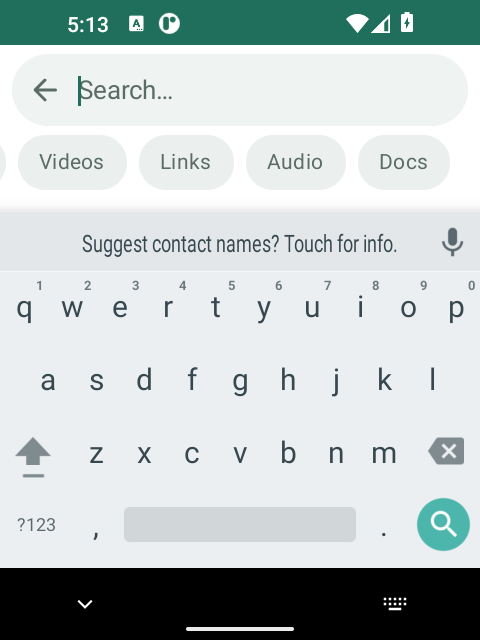 5:13 A
Search...
Videos Links Audio Docs
Suggest contact names? Touch for info.
1 2 3 4 5 6 7 8 9 0
q w e r t y u i o p
a s d f g h j k l
z x c v b n m
?123 , .